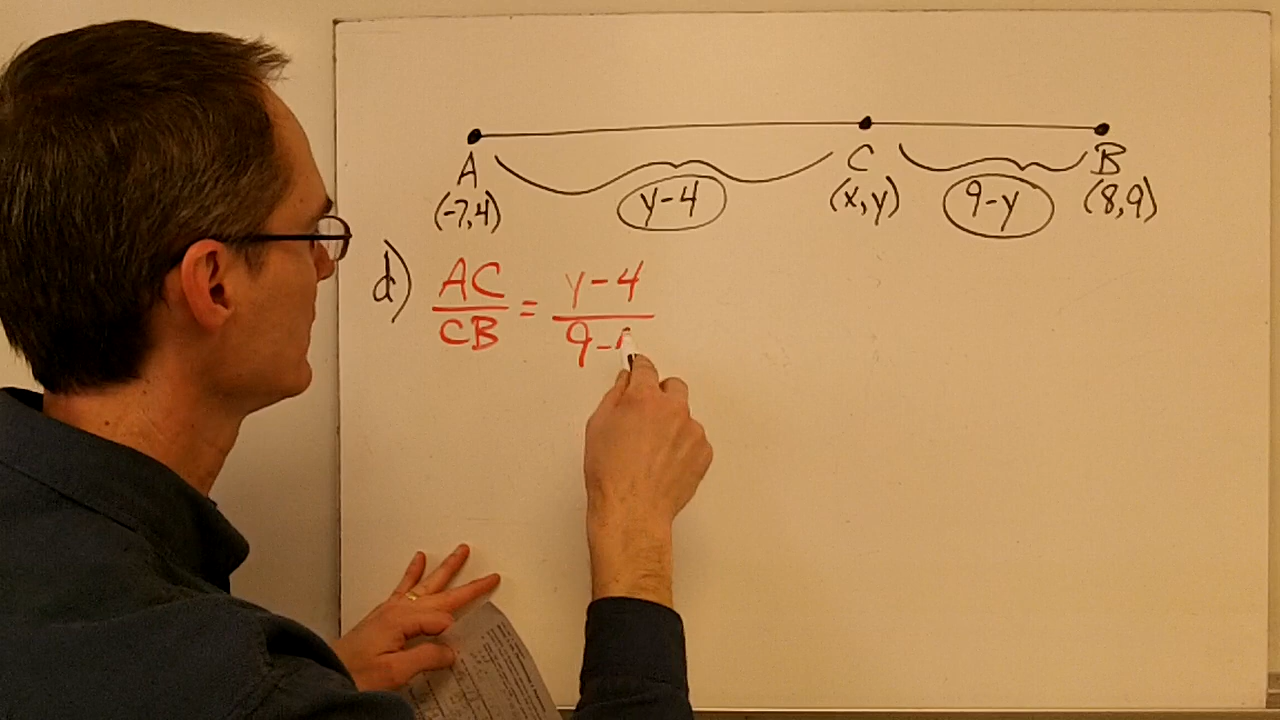 A C B
(-7,4) y-4 (x,y) 9-y (8,9)
d) AC/CB = y-4/9-